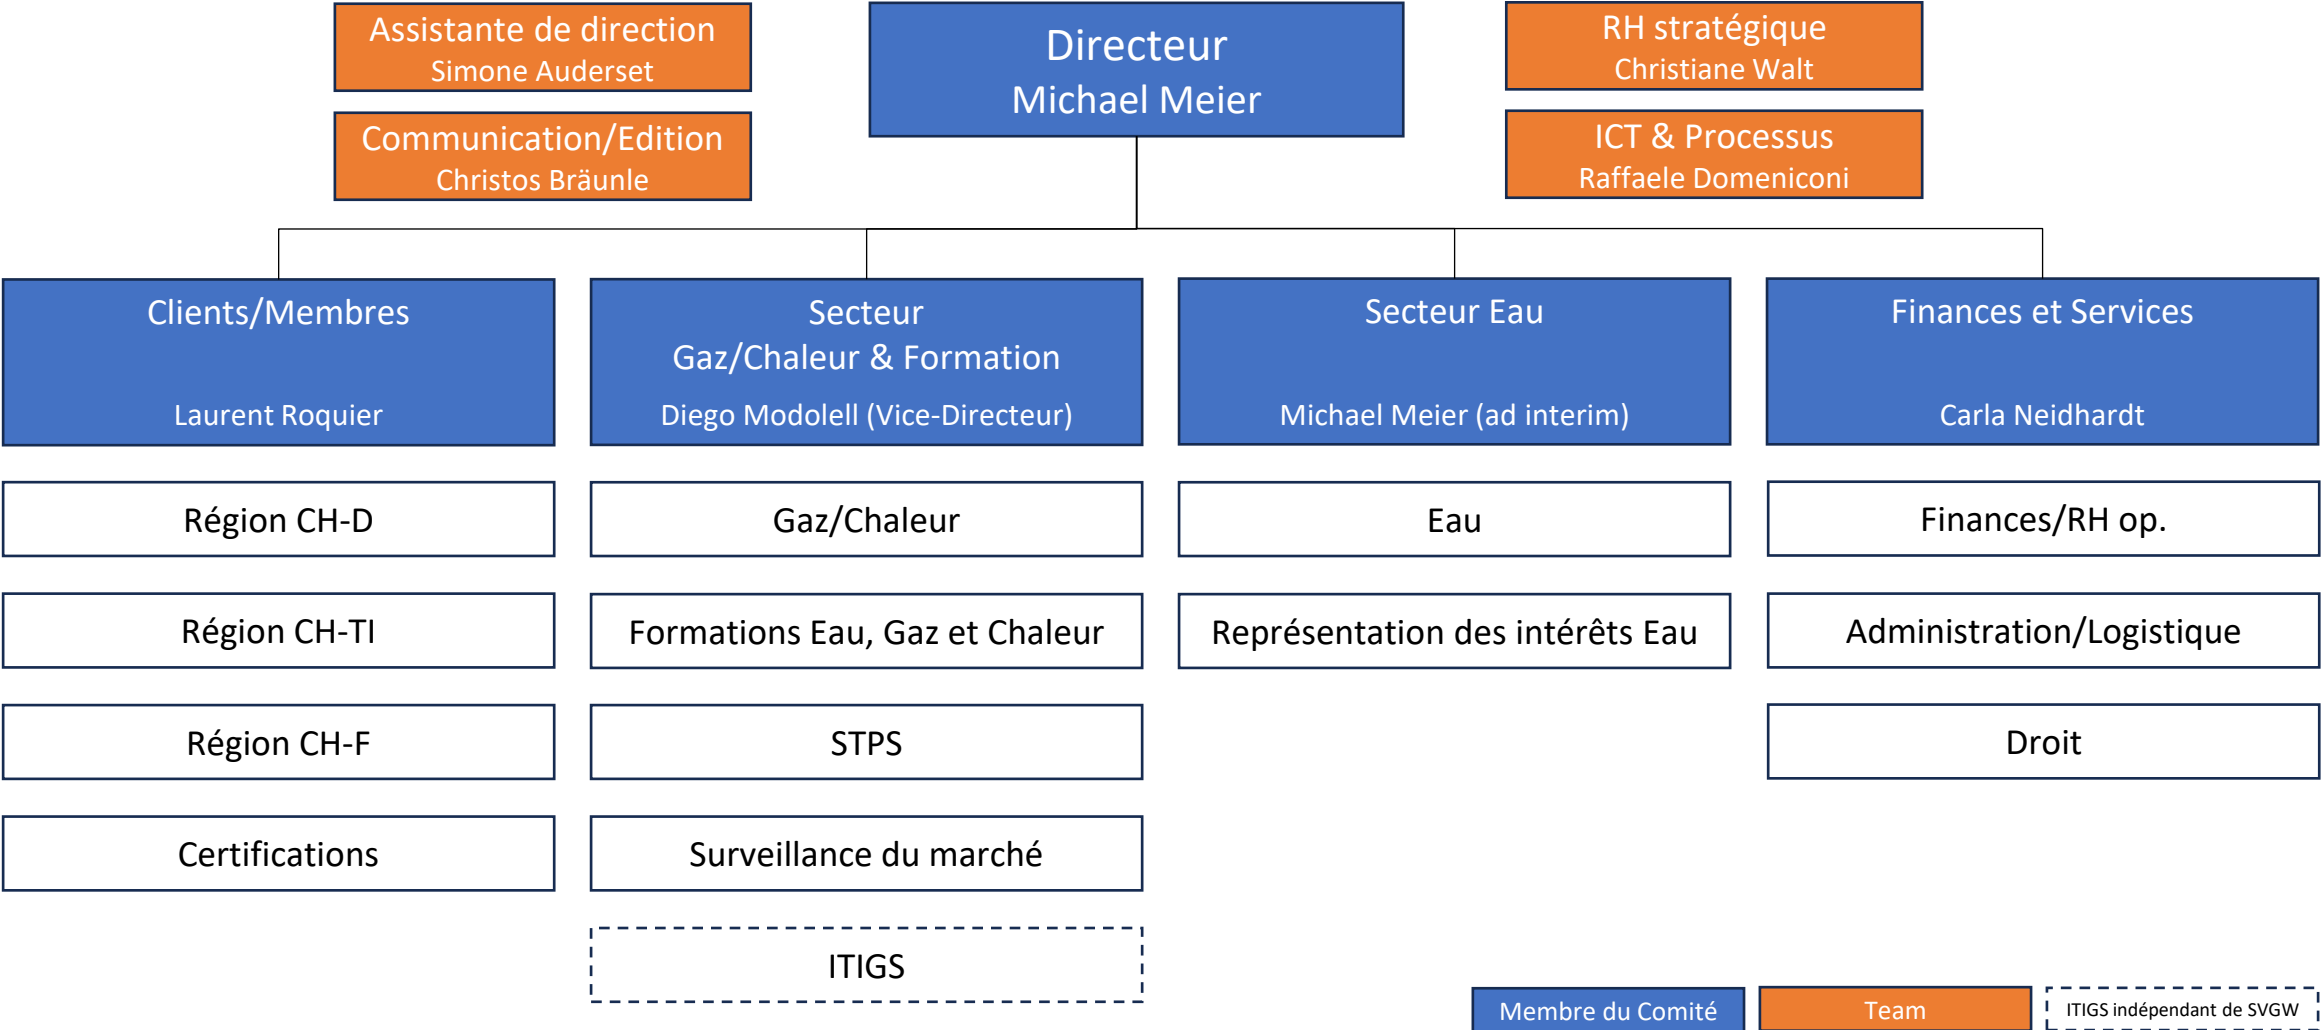 Assistante de direction
Simone Auderset
Communication/Edition
Christos Bräunle
Directeur
Michael Meier
RH stratégique
Christiane Walt
ICT & Processus
Raffaele Domeniconi
Clients/Membres
Laurent Roquier
Secteur
Gaz/Chaleur & Formation
Diego Modolell (Vice-Directeur)
Secteur Eau
Michael Meier (ad interim)
Finances et Services
Carla Neidhardt
Région CH-D
Région CH-TI
Région CH-F
Certifications
Gaz/Chaleur
Formations Eau, Gaz et Chaleur
STPS
Surveillance du marché
ITIGS
Eau
Représentation des intérêts Eau
Finances/RH op.
Administration/Logistique
Droit
Membre du Comité
Team
ITIGS indépendant de SVGW